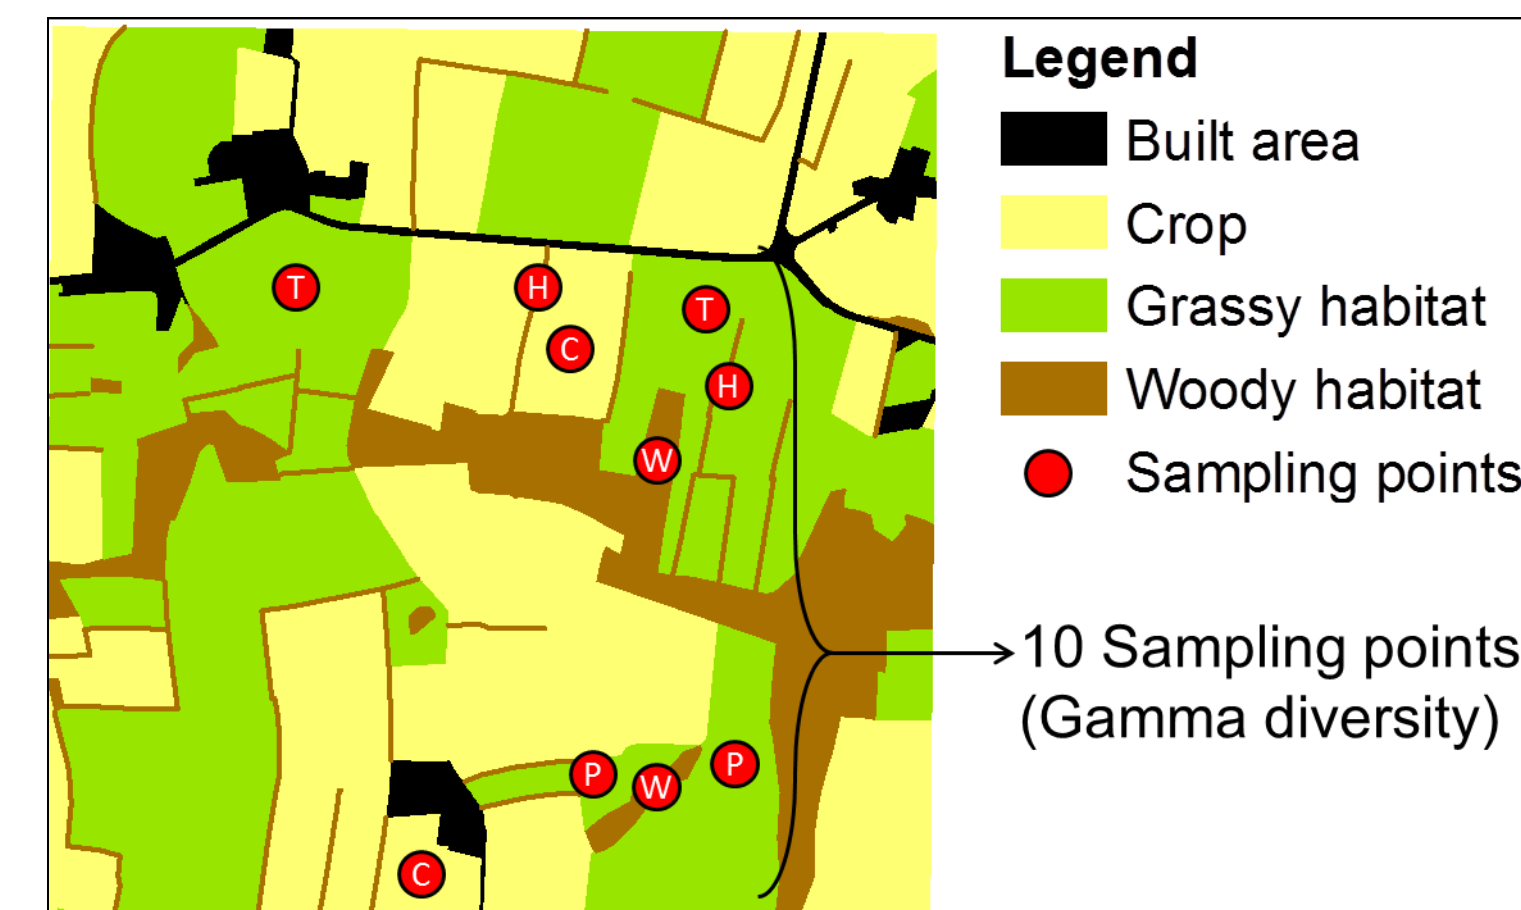 Legend
Built area
Crop
Grassy habitat
Woody habitat
Sampling points
T
H
T
C
H
W
10 Sampling points
(Gamma diversity)
P
W
P
C